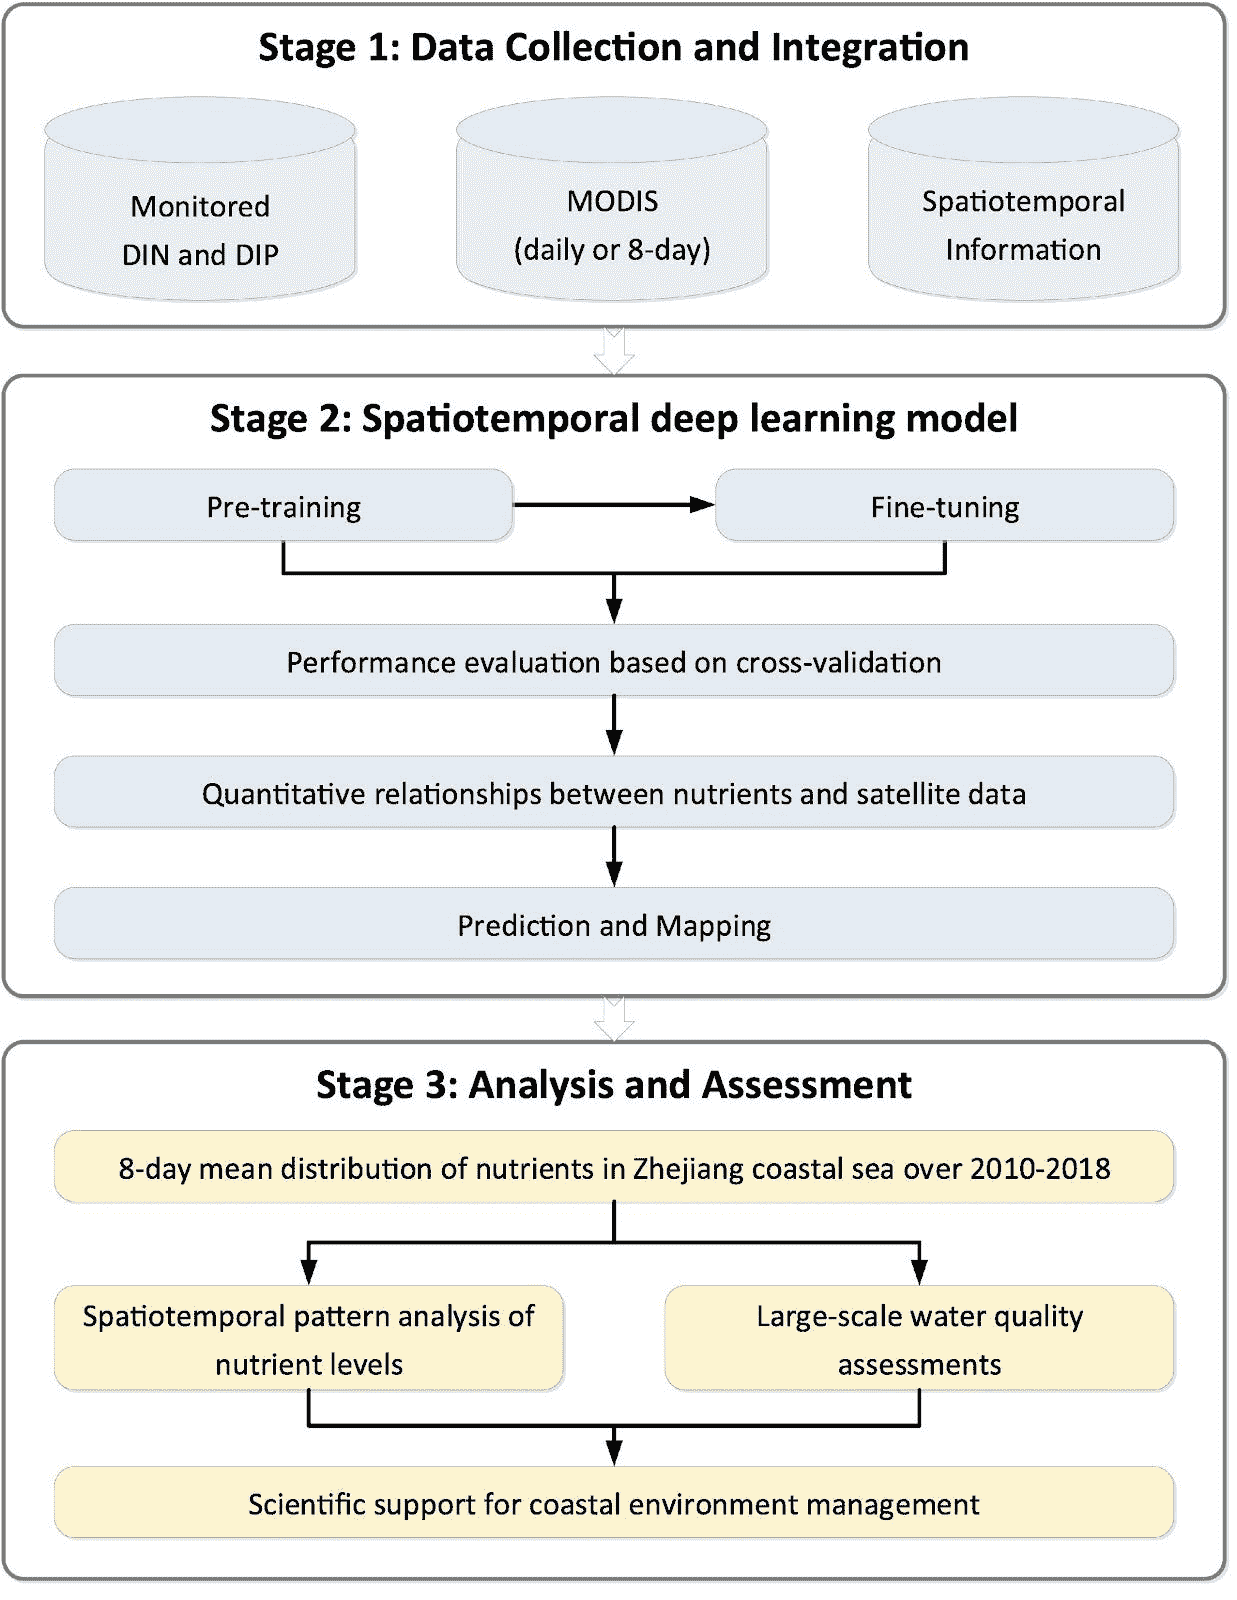 Stage 1: Data Collection and Integration
Monitored
DIN and DIP
MODIS
(daily or 8-day)
Spatiotemporal
Information
Stage 2: Spatiotemporal deep learning model
Pre-training
Fine-tuning
Performance evaluation based on cross-validation
Quantitative relationships between nutrients and satellite data
Prediction and Mapping
Stage 3: Analysis and Assessment
8-day mean distribution of nutrients in Zhejiang coastal sea over 2010-2018
Spatiotemporal pattern analysis of
nutrient levels
Large-scale water quality
assessments
Scientific support for coastal environment management